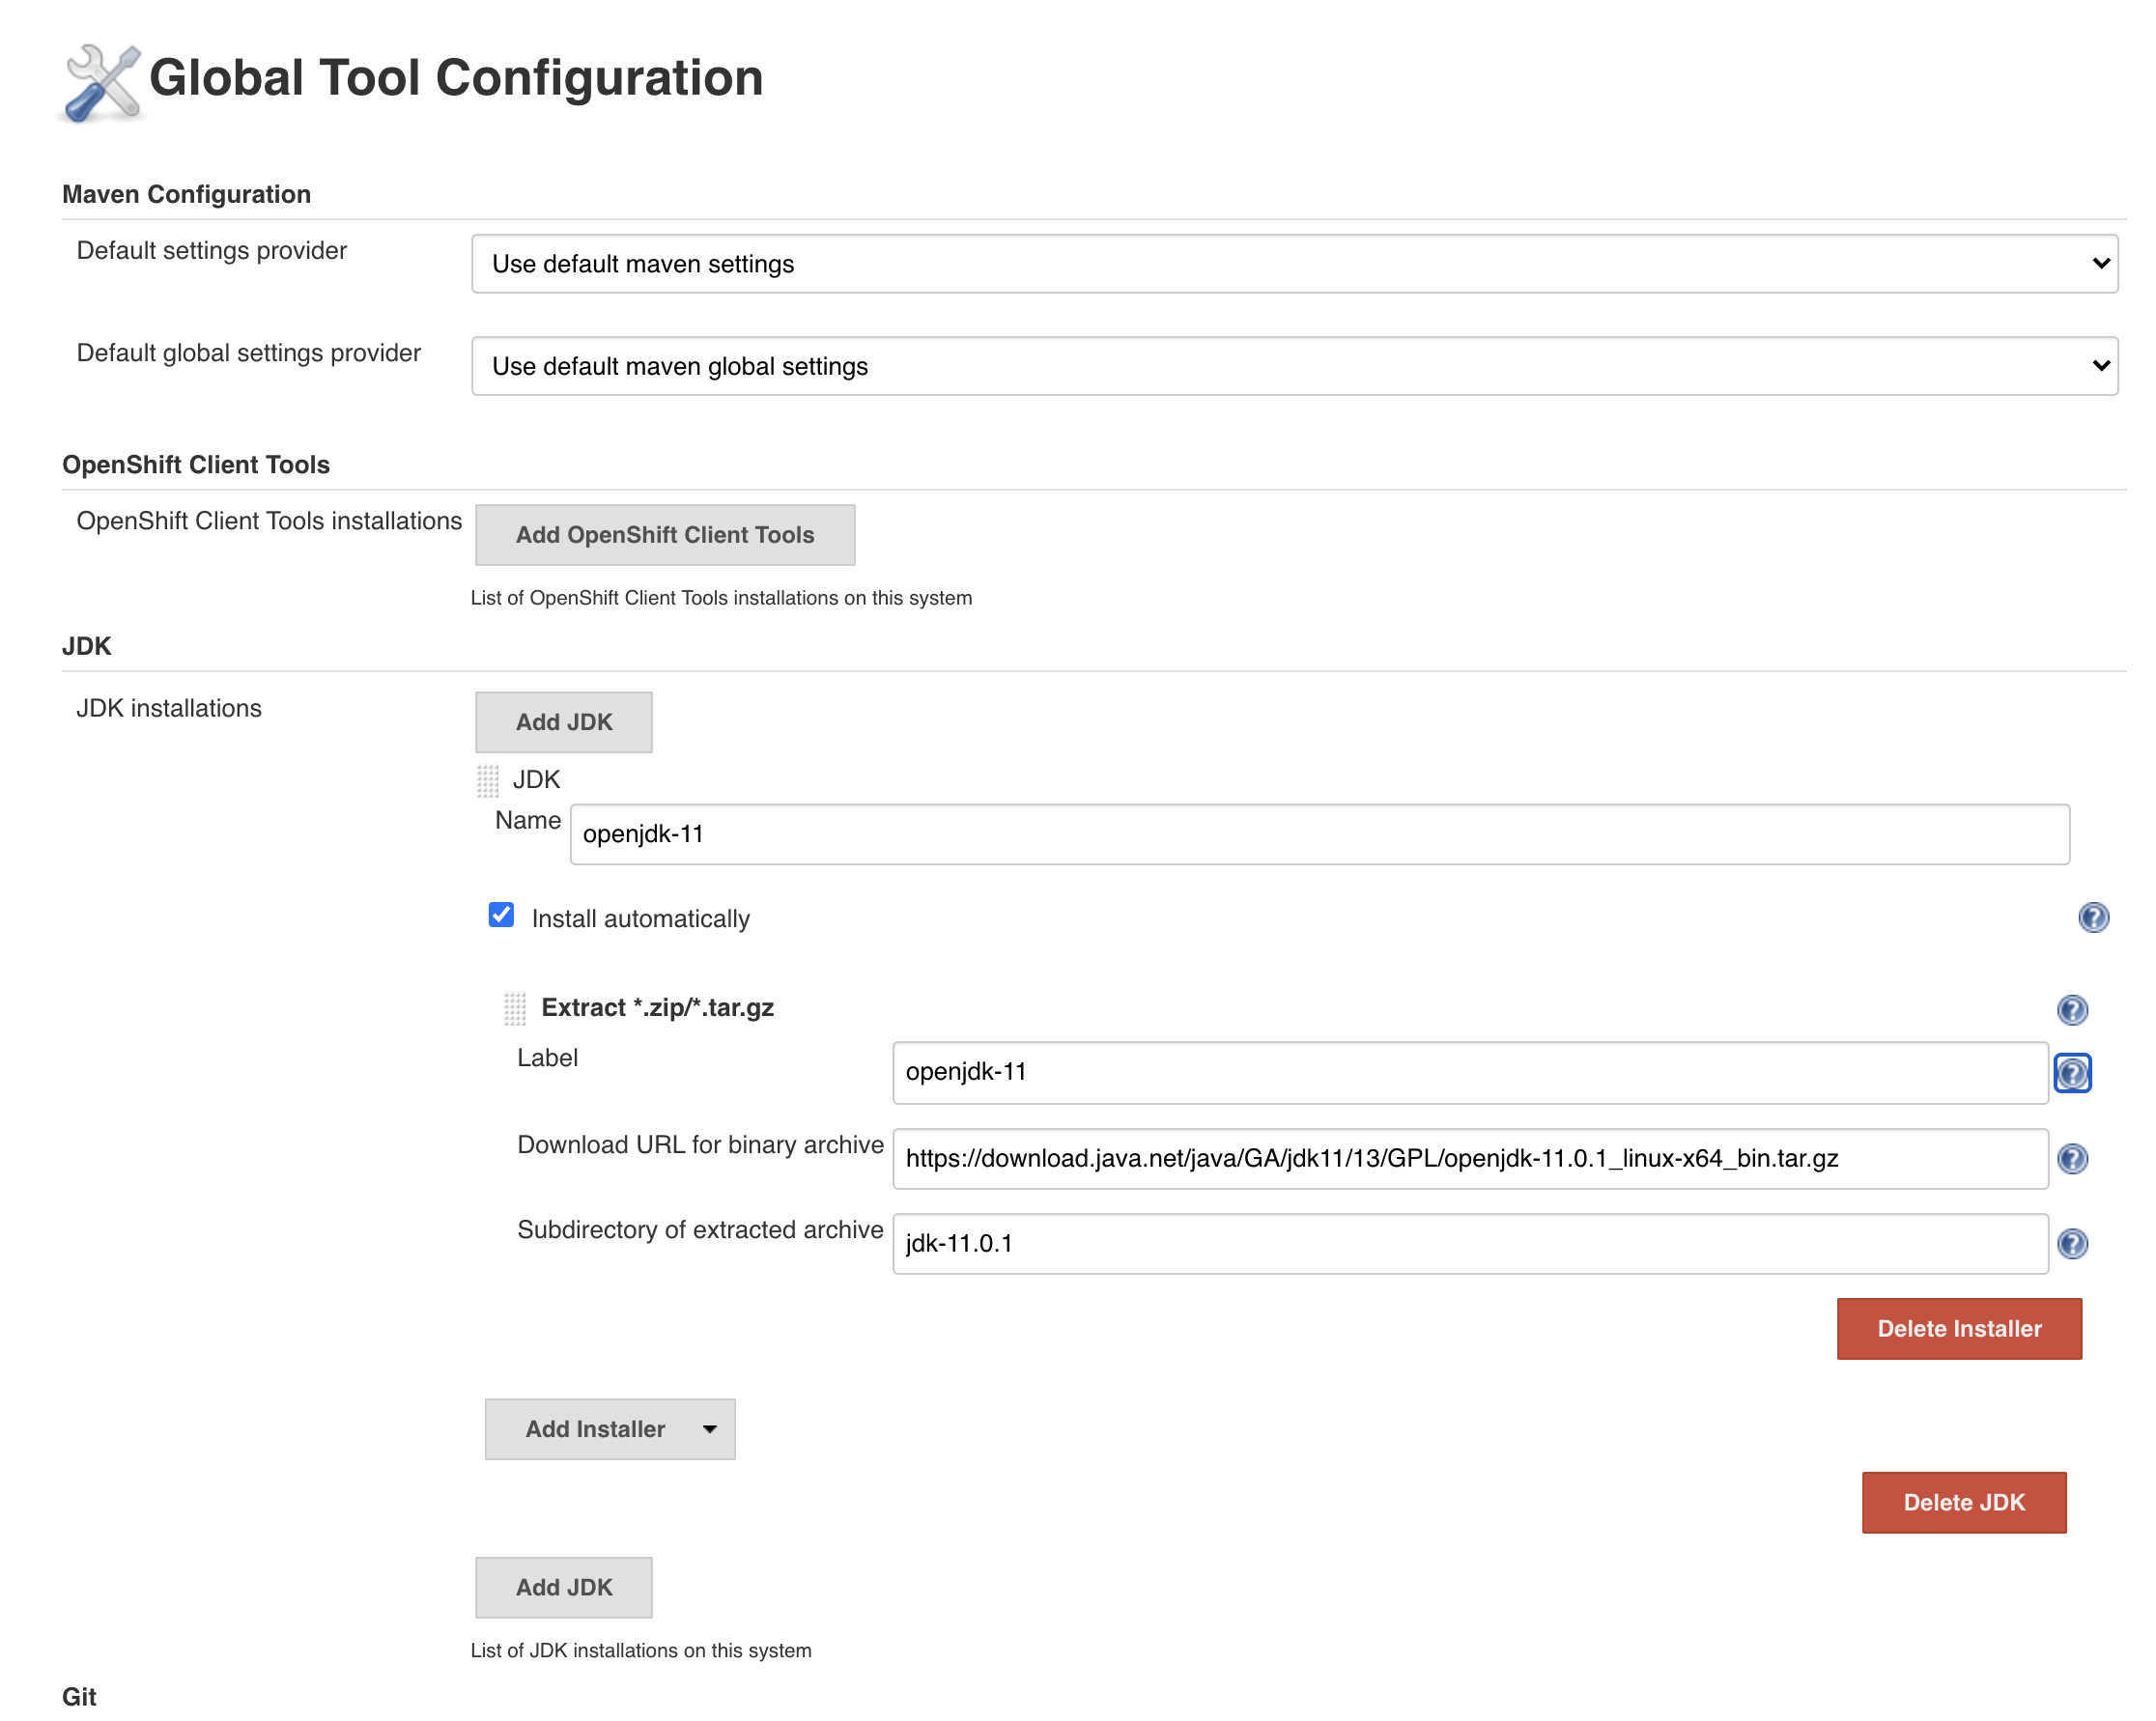 Global Tool Configuration
Maven Configuration
Default settings provider
Use default maven settings
Default global settings provider
Use default maven global settings
OpenShift Client Tools
OpenShift Client Tools installations
Add OpenShift Client Tools
List of OpenShift Client Tools installations on this system
JDK
JDK installations
Add JDK
JDK
Name
openjdk-11
Install automatically
Extract *.zip/*.tar.gz
Label
openjdk-11
Download URL for binary archive
https://download.java.net/java/GA/jdk11/13/GPL/openjdk-11.0.1_linux-x64_bin.tar.gz
Subdirectory of extracted archive
jdk-11.0.1
Delete Installer
Add Installer
Delete JDK
Add JDK
List of JDK installations on this system
Git